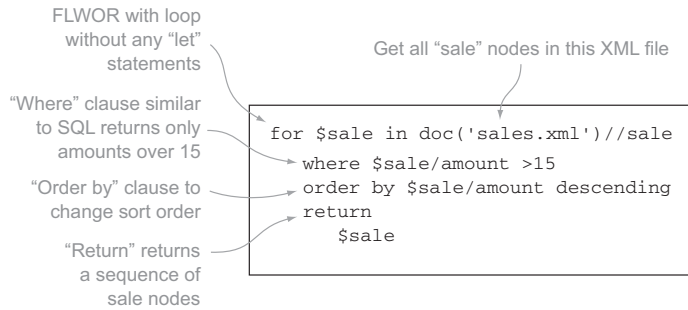 FLWOR with loop
without any “let”
statements
Get all “sale” nodes in this XML file
“Where” clause similar
to SQL returns only
amounts over 15
“Order by” clause to
change sort order
“Return” returns
a sequence of
sale nodes
for $sale in doc('sales.xml')//sale
where $sale/amount >15
order by $sale/amount descending
return
$sale